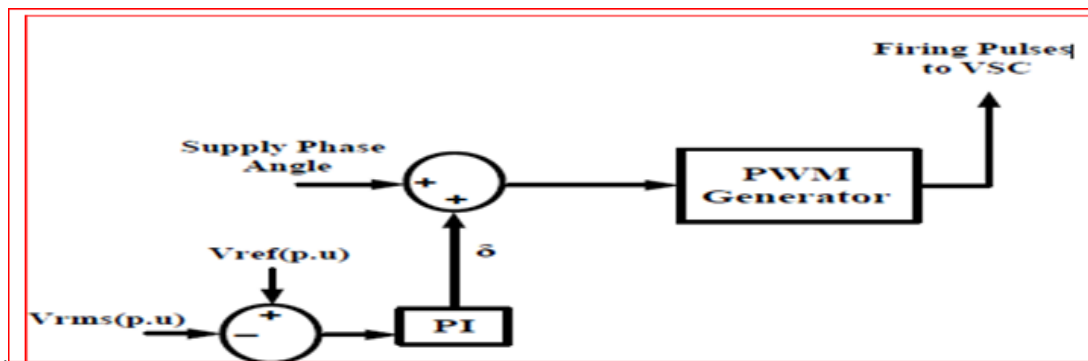 Firing Pulses
to VSC
Supply Phase
Angle
+
+
PWM
Generator
Vref(p.u)
δ
Vrms(p.u)
+
−
PI